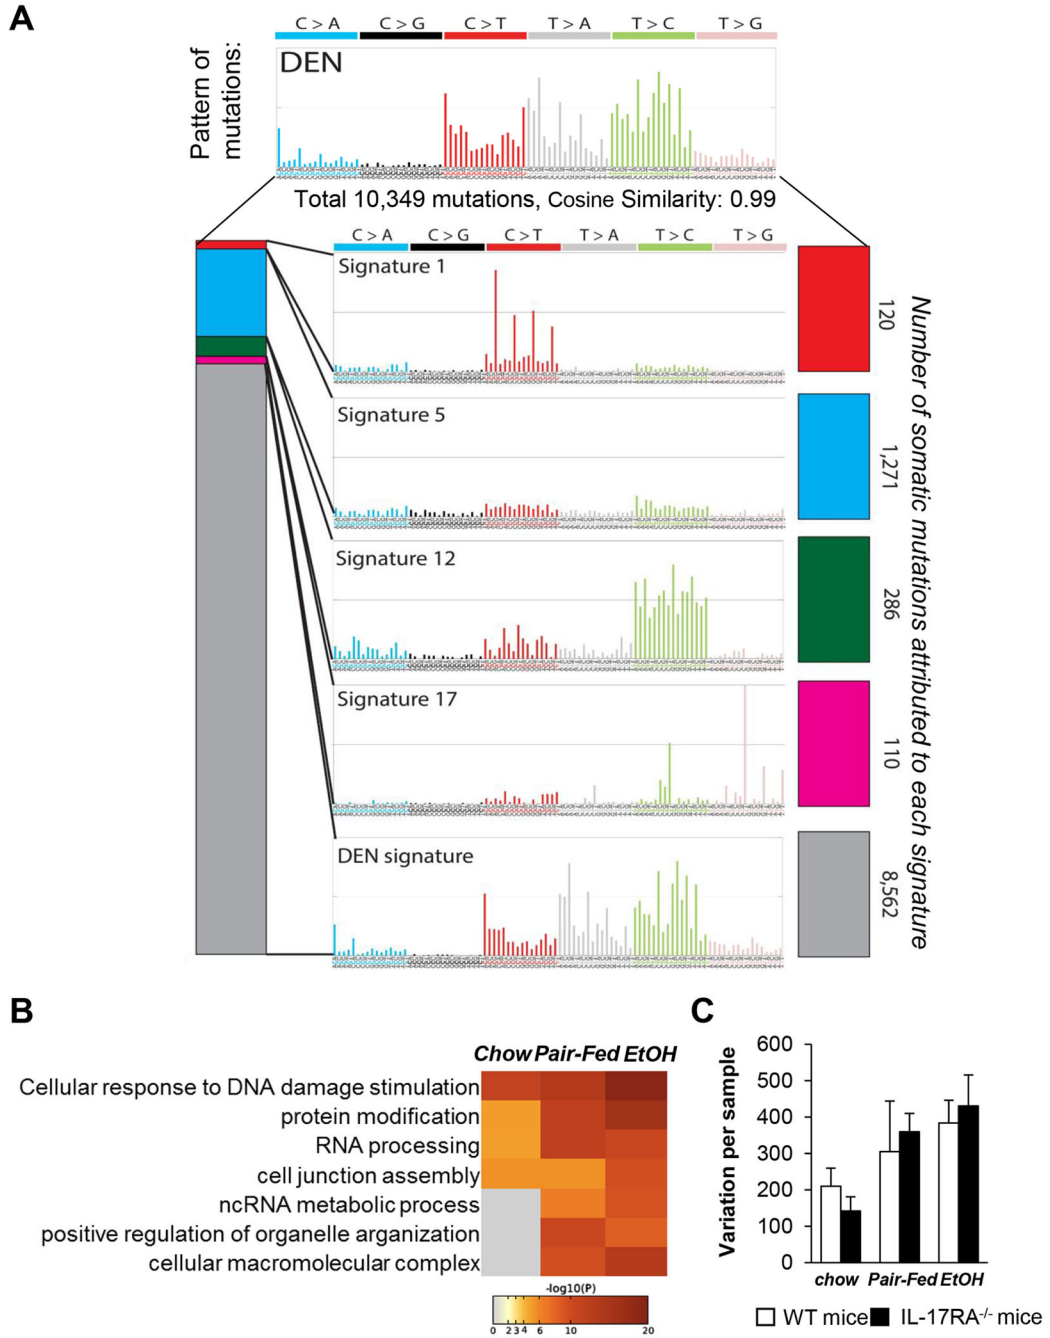 A
Pattern of
mutations:
C > A C > G C > T T > A T > C T > G
DEN
Total 10,349 mutations, Cosine Similarity: 0.99
C > A C > G C > T T > A T > C T > G
Signature 1
120
Signature 5
1,271
Signature 12
286
Signature 17
110
DEN signature
8,562
Number of somatic mutations attributed to each signature
B
Chow Pair-Fed EtOH
Cellular response to DNA damage stimulation
protein modification
RNA processing
cell junction assembly
ncRNA metabolic process
positive regulation of organelle arganization
cellular macromolecular complex
-log10(P)
0 2 3 4 6 10 20
C
Variation per sample
600
500
400
300
200
100
0
chow Pair-Fed EtOH
WT mice IL-17RA-/- mice